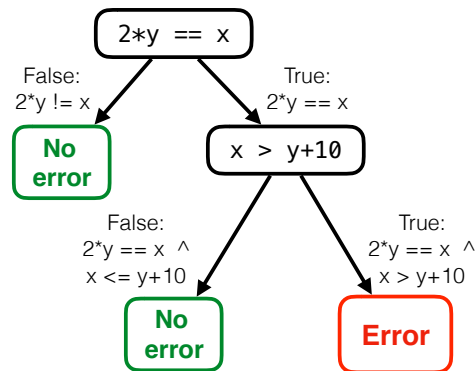 2*y == x
False:
2*y != x
True:
2*y == x
No
error
x > y+10
False:
2*y == x ^
x <= y+10
True:
2*y == x ^
x > y+10
No
error
Error